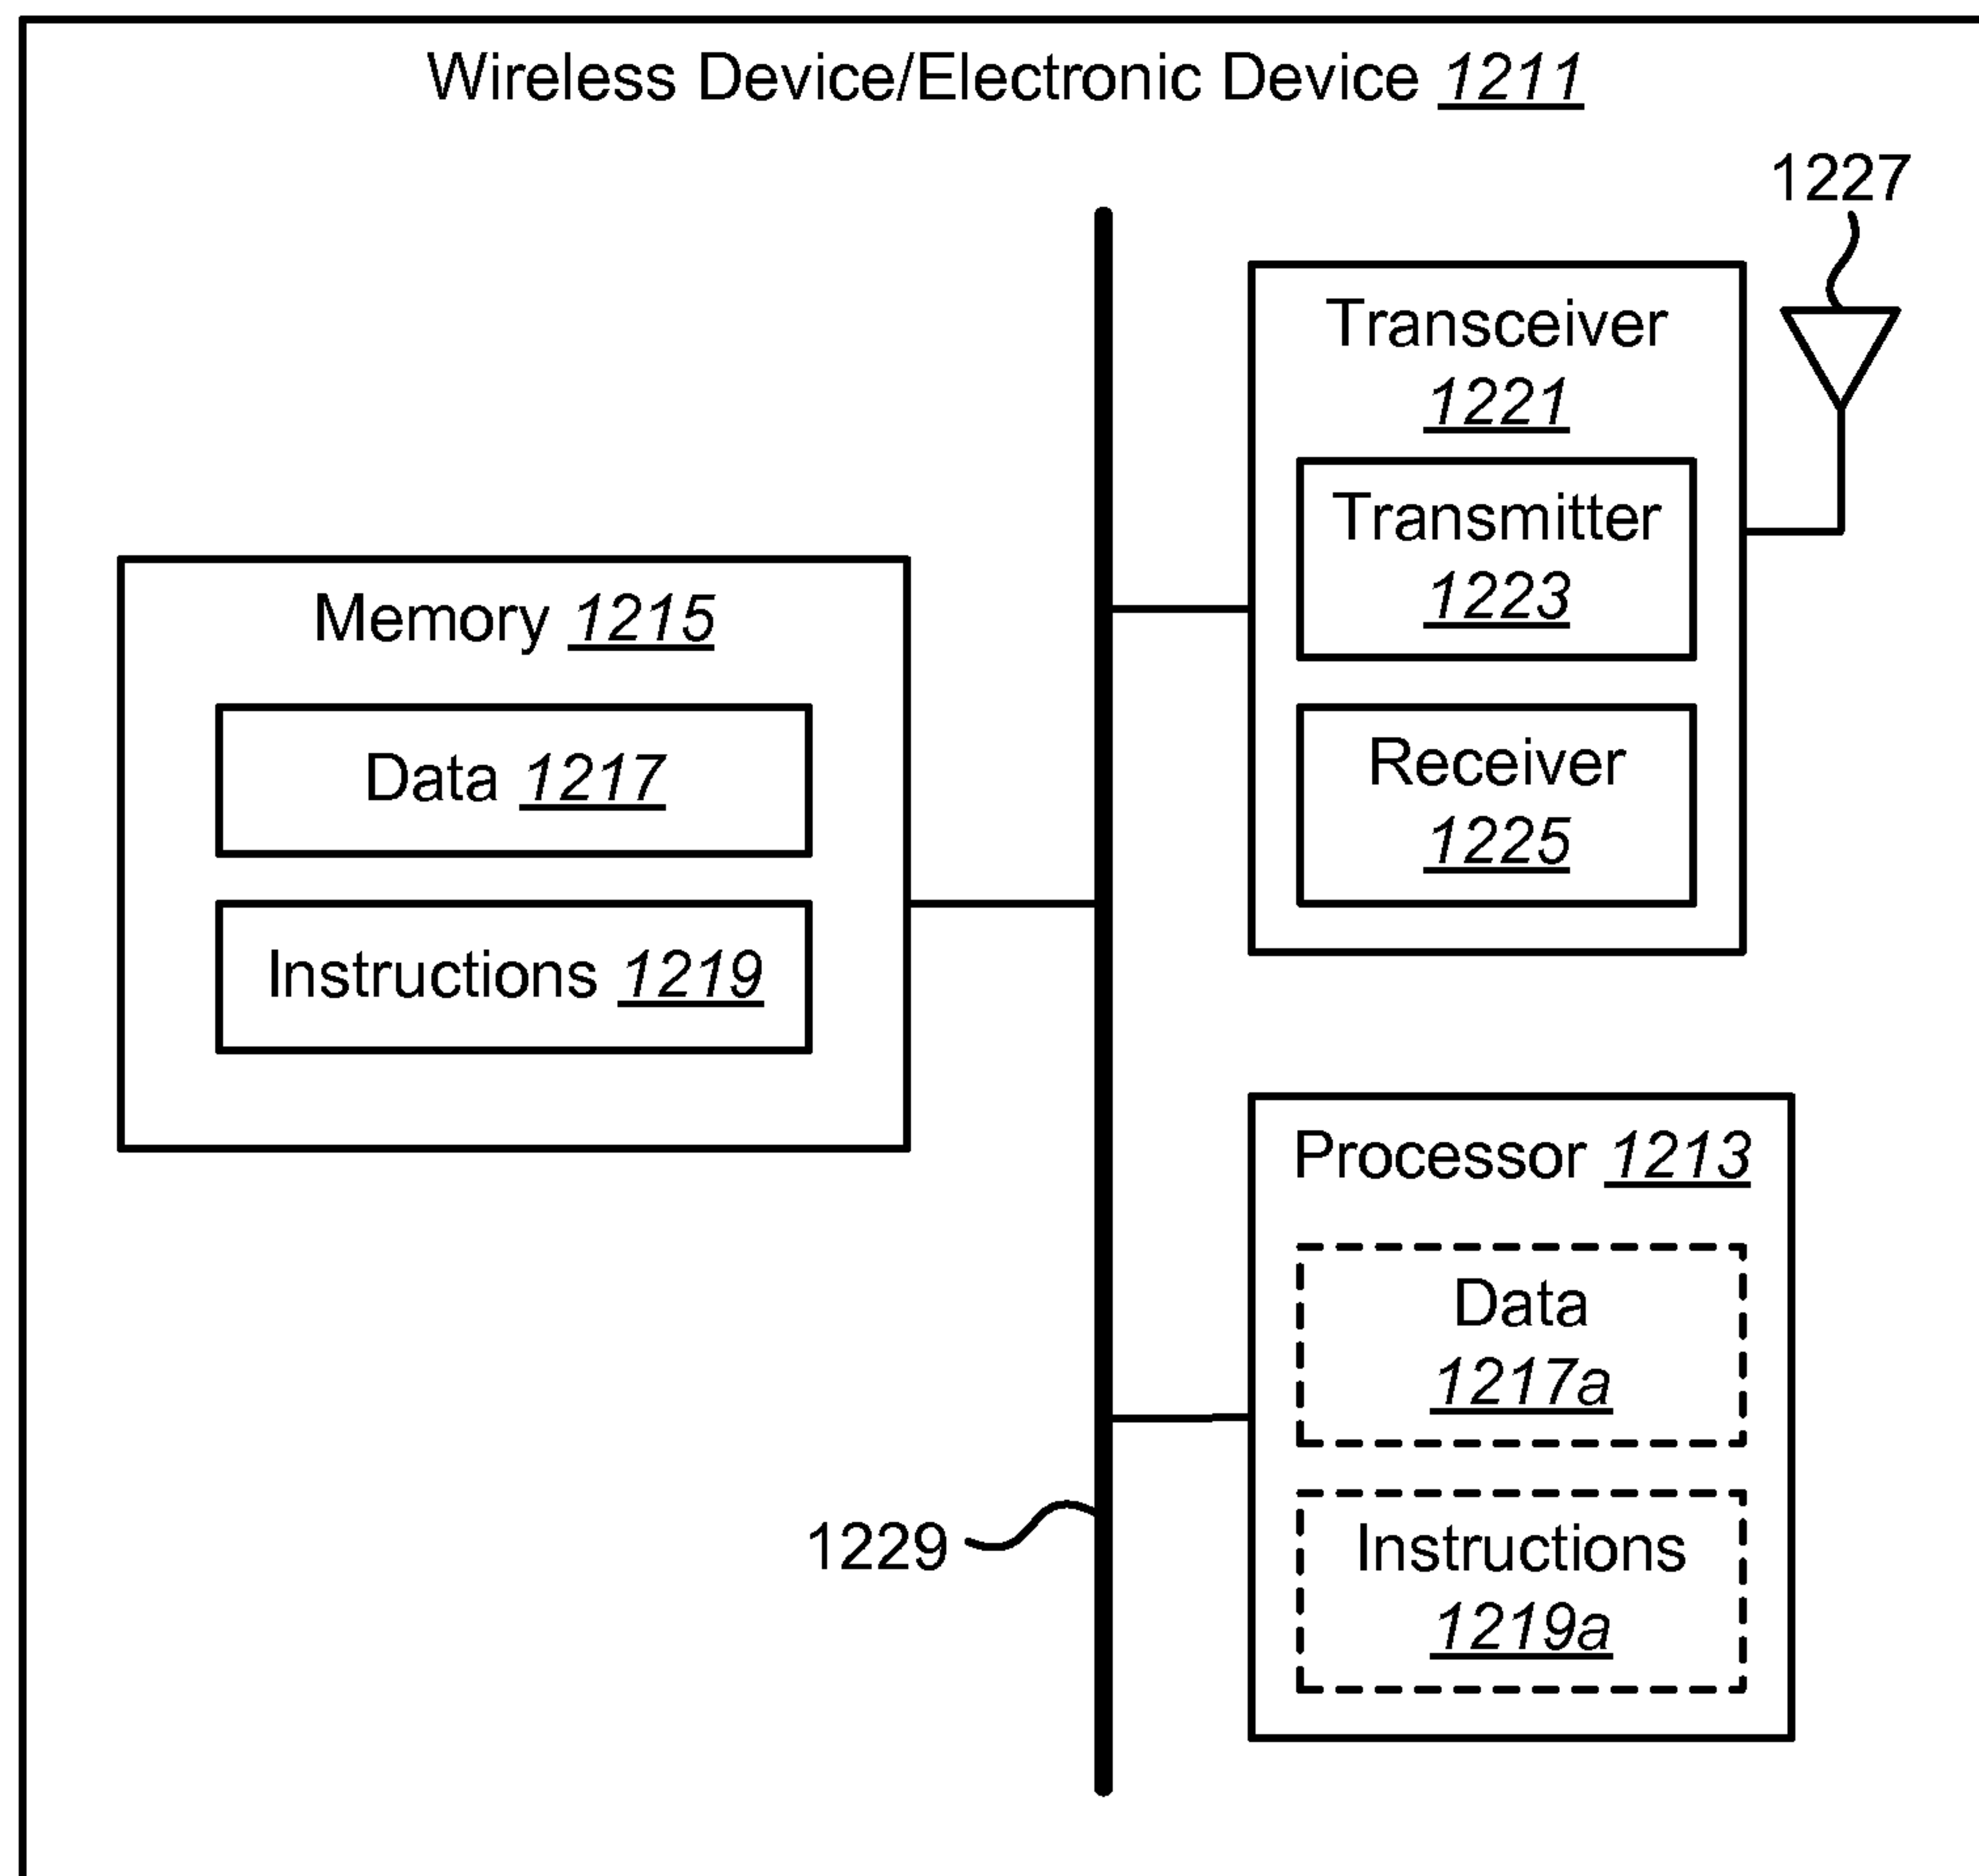 Wireless Device/Electronic Device 1211
1227
Transceiver
1221
Transmitter
1223
Receiver
1225
Memory 1215
Data 1217
Instructions 1219
Processor 1213
Data
1217a
Instructions
1219a
1229